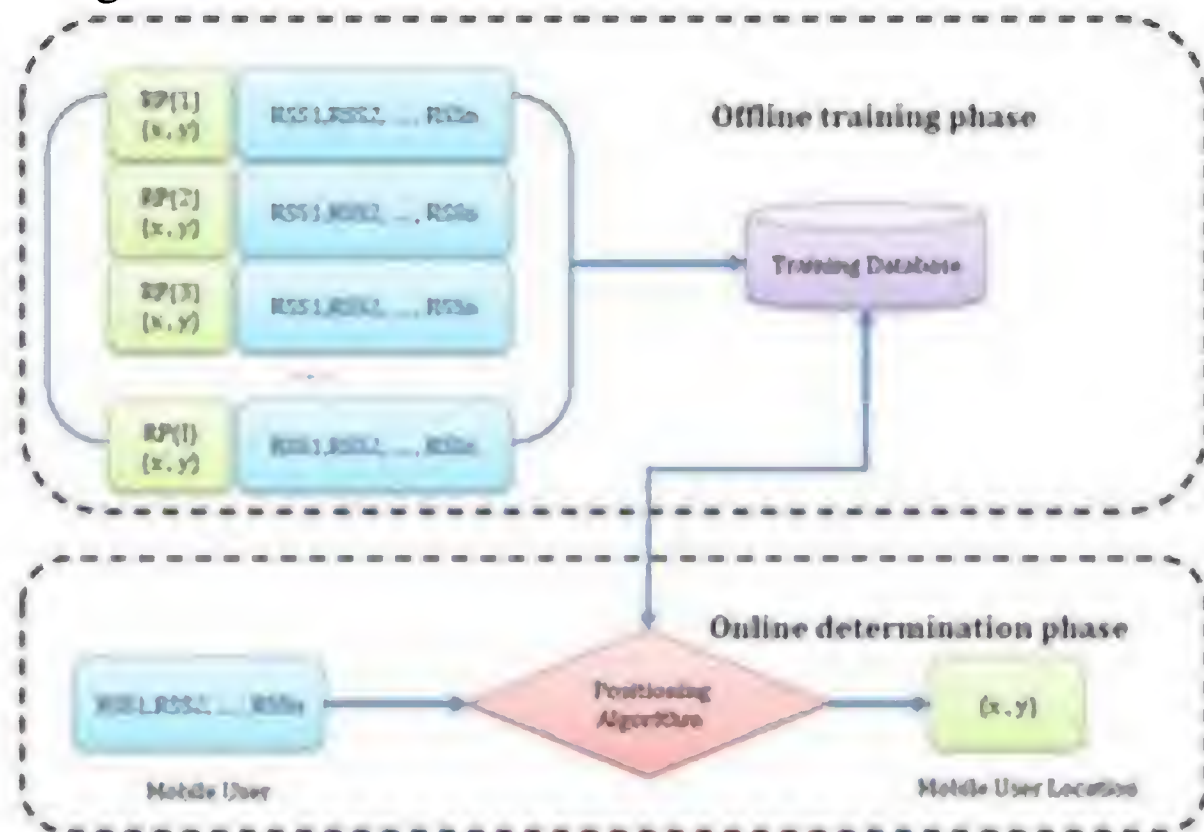 RP(1)
(x, y)
RSS1,RSS2, ..., RSSn
Offline training phase
RP(2)
(x, y)
RSS1,RSS2, ..., RSSn
Training Database
RP(3)
(x, y)
RSS1,RSS2, ..., RSSn
... ...
RP(l)
(x, y)
RSS1,RSS2, ..., RSSn
Online determination phase
RSS1,RSS2, ..., RSSn
Positioning
Algorithm
(x, y)
Mobile User
Mobile User Location